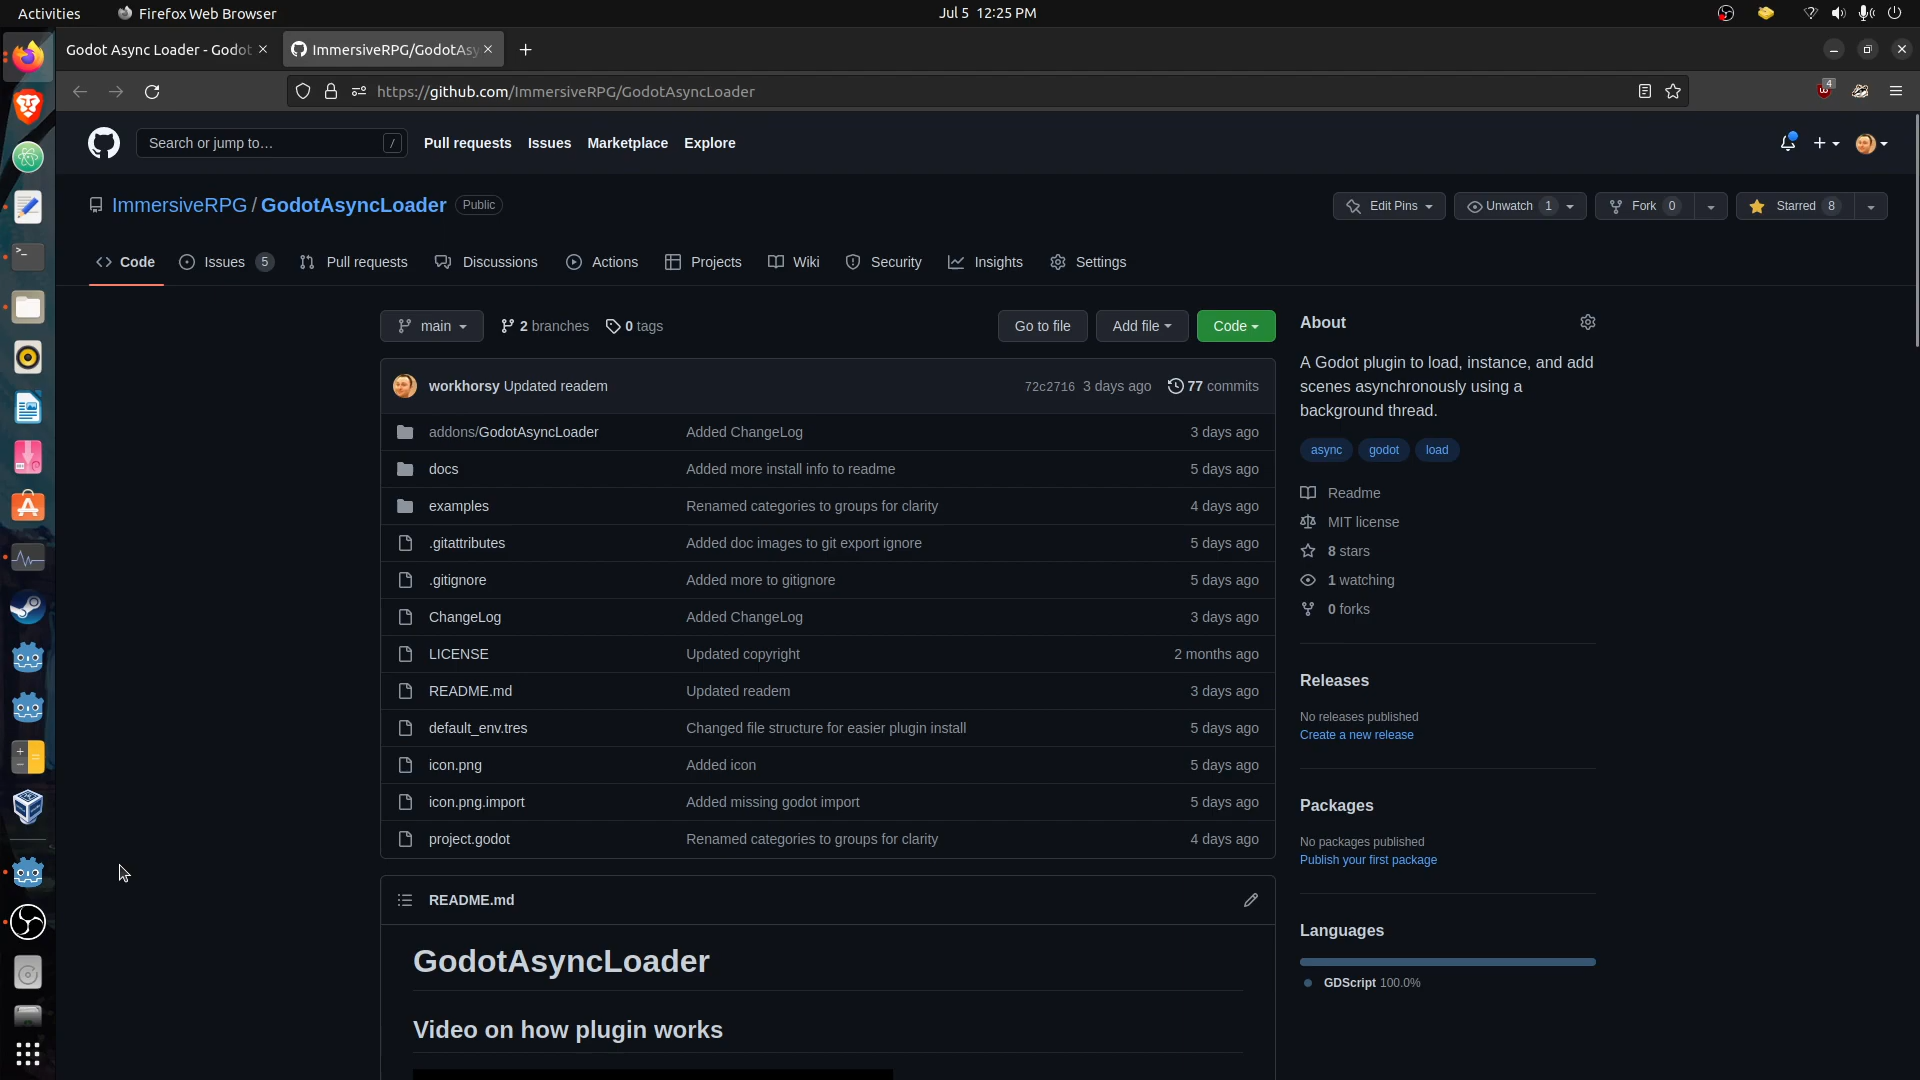 Activities
Firefox Web Browser
Jul 5 12:25 PM
Godot Async Loader - Godot
ImmersiveRPG/GodotAsy
https://github.com/ImmersiveRPG/GodotAsyncLoader
4
Search or jump to…
/
Pull requests
Issues
Marketplace
Explore
ImmersiveRPG / GodotAsyncLoader
Public
Edit Pins
Unwatch 1
Fork 0
Starred 8
Code
Issues 5
Pull requests
Discussions
Actions
Projects
Wiki
Security
Insights
Settings
main
2 branches
0 tags
Go to file
Add file
Code
workhorsy Updated readem
72c2716 3 days ago
77 commits
addons/GodotAsyncLoader Added ChangeLog 3 days ago
docs Added more install info to readme 5 days ago
examples Renamed categories to groups for clarity 4 days ago
.gitattributes Added doc images to git export ignore 5 days ago
.gitignore Added more to gitignore 5 days ago
ChangeLog Added ChangeLog 3 days ago
LICENSE Updated copyright 2 months ago
README.md Updated readem 3 days ago
default_env.tres Changed file structure for easier plugin install 5 days ago
icon.png Added icon 5 days ago
icon.png.import Added missing godot import 5 days ago
project.godot Renamed categories to groups for clarity 4 days ago
README.md
GodotAsyncLoader
Video on how plugin works
About
A Godot plugin to load, instance, and add
scenes asynchronously using a
background thread.
async godot load
Readme
MIT license
8 stars
1 watching
0 forks
Releases
No releases published
Create a new release
Packages
No packages published
Publish your first package
Languages
GDScript 100.0%